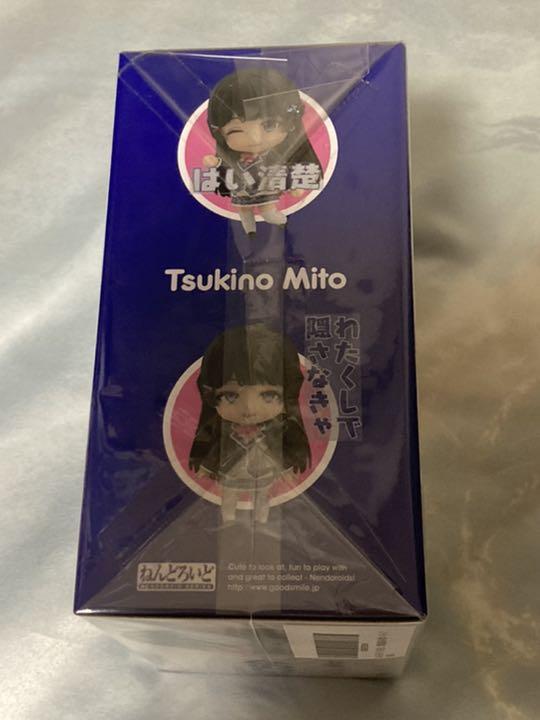 はい清楚
Tsukino Mito
わたくしで
隠さなきゃ
ねんどろいど
Cute to look at, fun to play with
and great to collect - Nendoroids!
http://www.goodsmile.jp